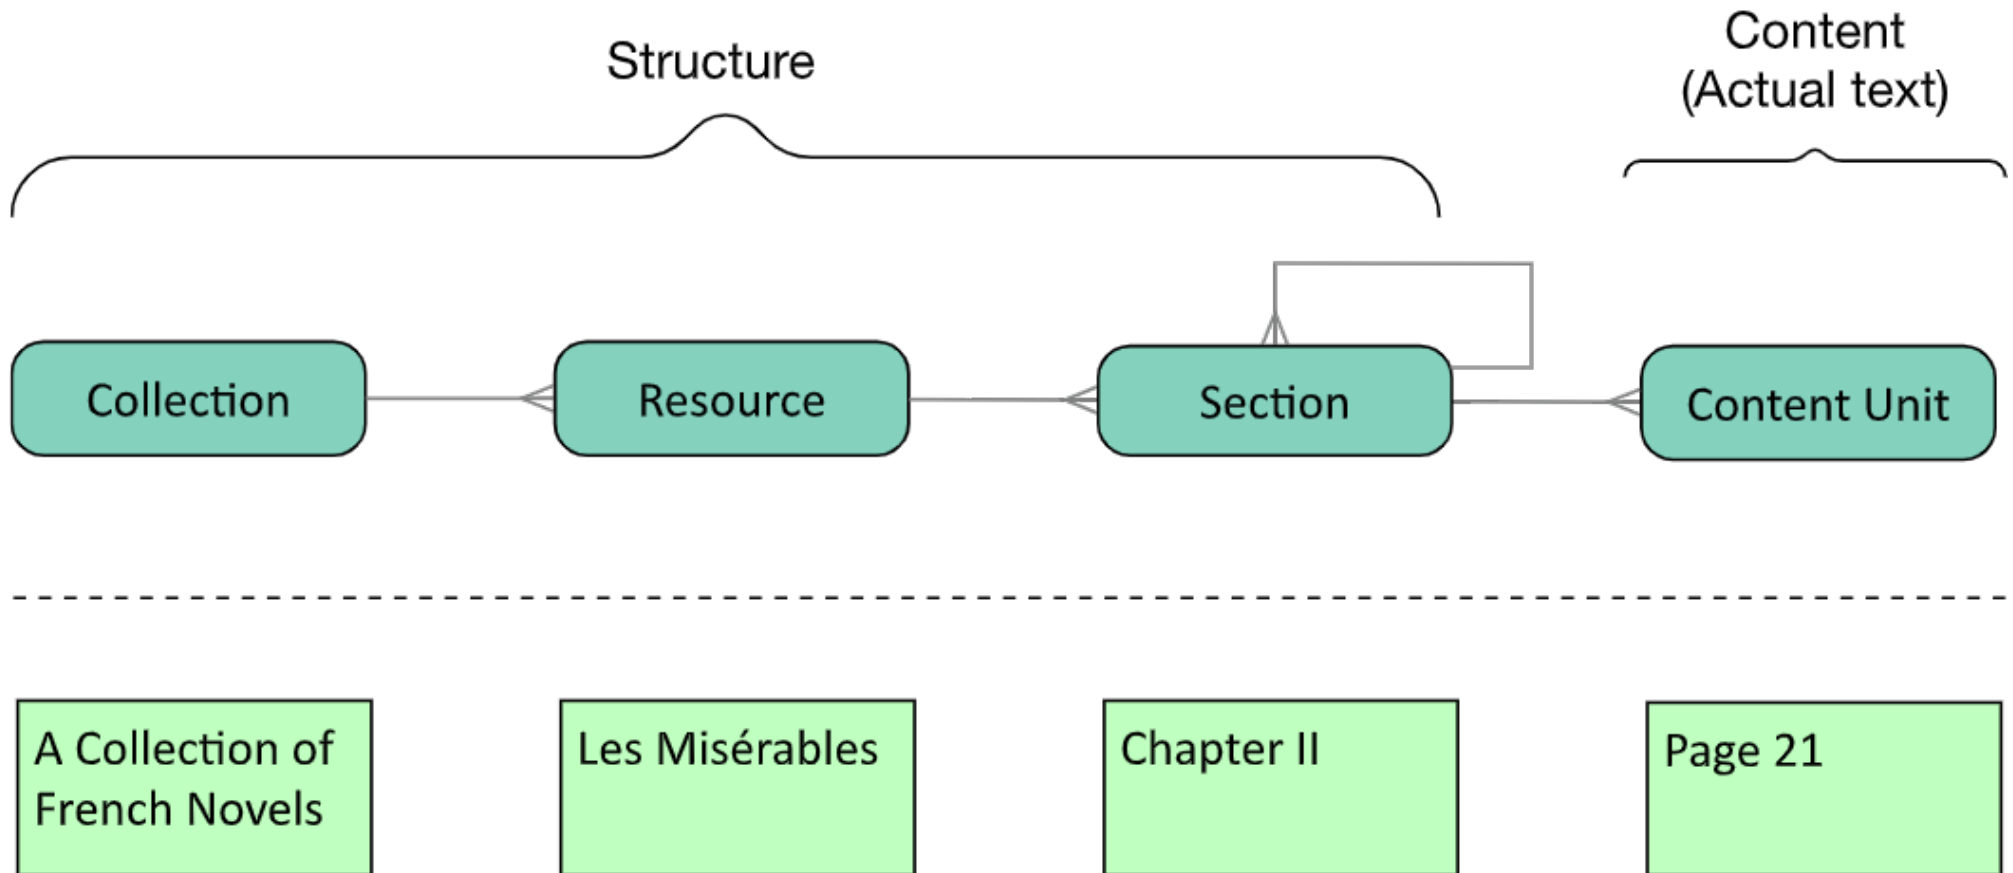 Structure
Content
(Actual text)
Collection
Resource
Section
Content Unit
A Collection of
French Novels
Les Misérables
Chapter II
Page 21